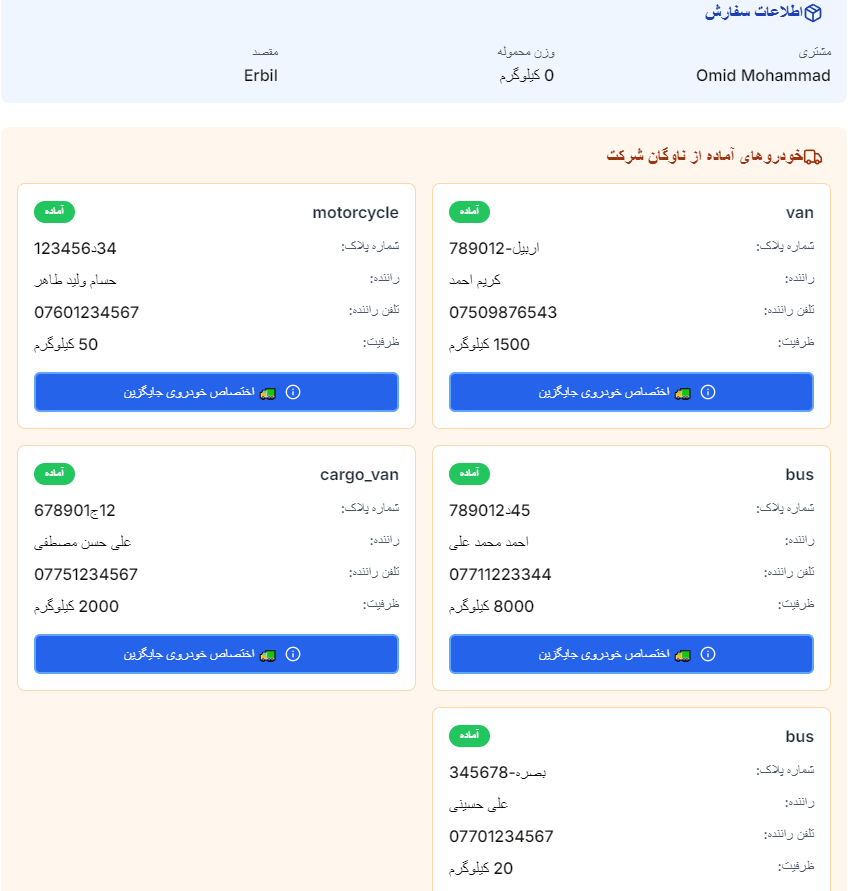 اطلاعات سفارش
مشتری
Omid Mohammad
وزن محموله
0 کیلوگرم
مقصد
Erbil
خودروهای آماده از ناوگان شرکت
van
آماده
شماره پلاک: اربیل-789012
راننده: کریم احمد
تلفن راننده: 07509876543
ظرفیت: 1500 کیلوگرم
اختصاص خودروی جایگزین
motorcycle
آماده
شماره پلاک: 34د123456
راننده: حسام ولید طاهر
تلفن راننده: 07601234567
ظرفیت: 50 کیلوگرم
اختصاص خودروی جایگزین
bus
آماده
شماره پلاک: 45د789012
راننده: احمد محمد علی
تلفن راننده: 07711223344
ظرفیت: 8000 کیلوگرم
اختصاص خودروی جایگزین
cargo_van
آماده
شماره پلاک: 12ج678901
راننده: علی حسن مصطفی
تلفن راننده: 07751234567
ظرفیت: 2000 کیلوگرم
اختصاص خودروی جایگزین
bus
آماده
شماره پلاک: بصره-345678
راننده: علی حسینی
تلفن راننده: 07701234567
ظرفیت: 20 کیلوگرم